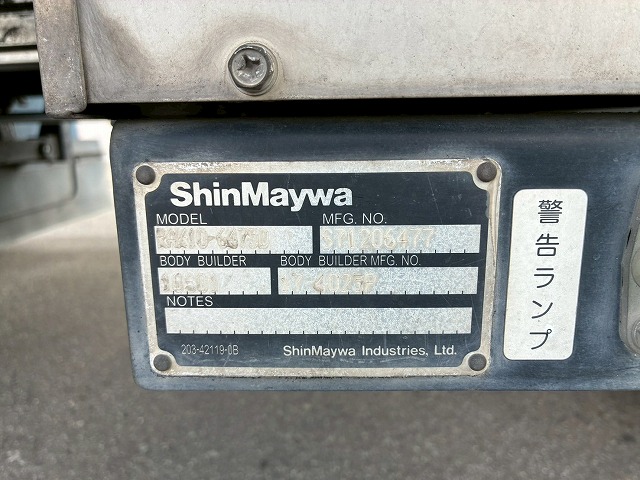 ShinMaywa
MODEL
MFG. NO.
BODY BUILDER
BODY BUILDER MFG. NO.
NOTES
203-42119-0B
ShinMaywa Industries, Ltd.
警告ランプ